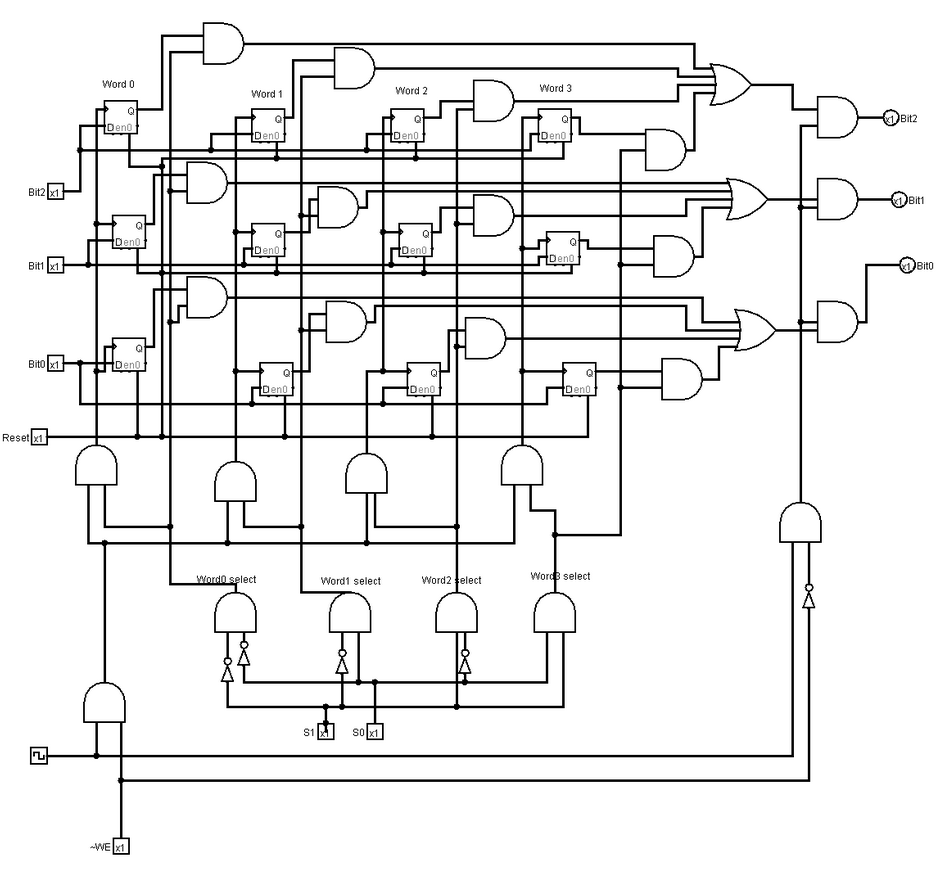 Word 0
Word 1
Word 2
Word 3
Q
D en0
Q
D en0
Q
D en0
Q
D en0
x1 Bit2
Bit2 x1
x1 Bit1
Q
D en0
Q
D en0
Q
D en0
Q
D en0
Bit1 x1
x1 Bit0
Q
D en0
Bit0 x1
Q
D en0
Q
D en0
Q
D en0
Reset x1
Word0 select
Word1 select
Word2 select
Word3 select
S1 x1
S0 x1
~WE x1